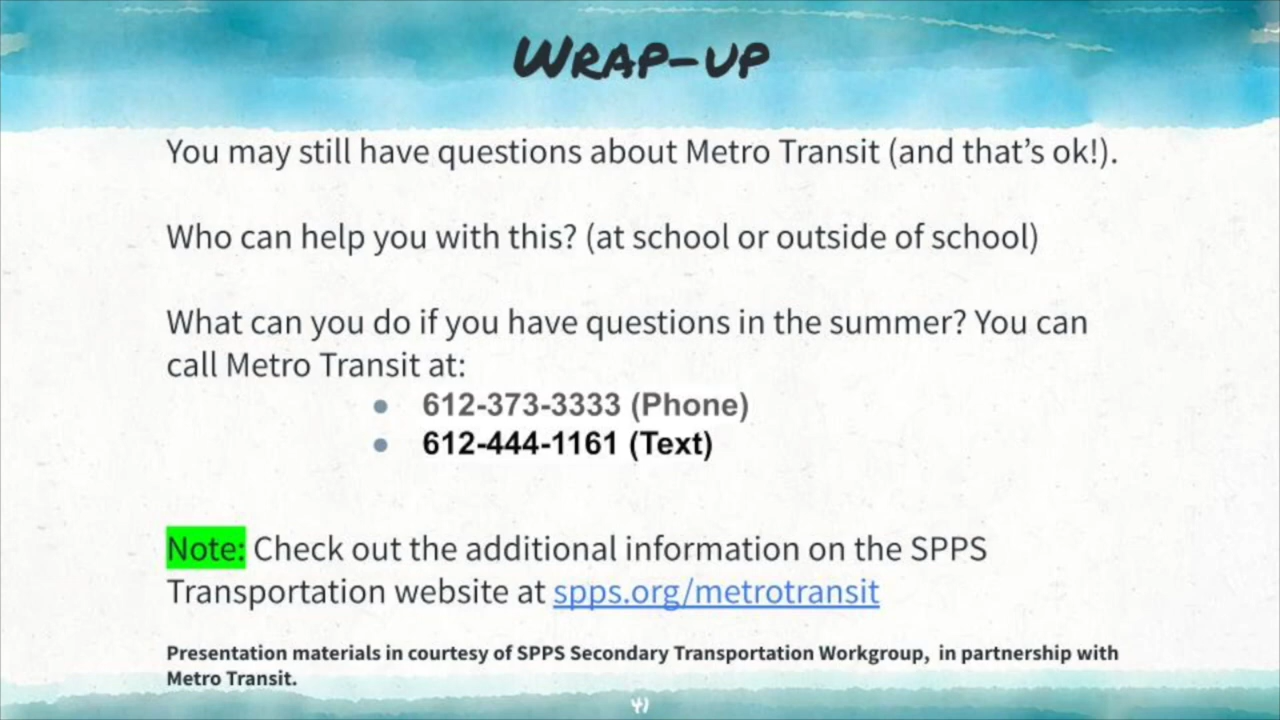 WRAP-UP
You may still have questions about Metro Transit (and that's ok!).
Who can help you with this? (at school or outside of school)
What can you do if you have questions in the summer? You can
call Metro Transit at:
● 612-373-3333 (Phone)
● 612-444-1161 (Text)
Note: Check out the additional information on the SPPS
Transportation website at spps.org/metrotransit
Presentation materials in courtesy of SPPS Secondary Transportation Workgroup, in partnership with
Metro Transit.